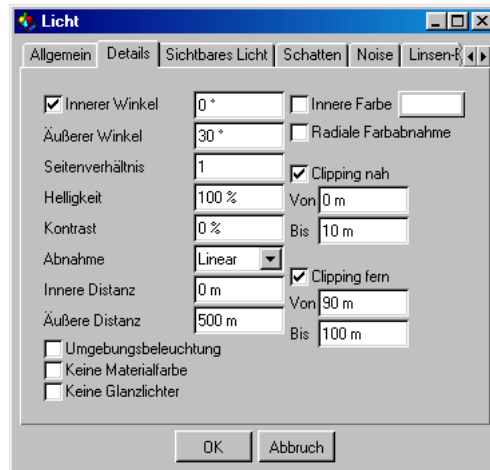 Licht
Allgemein Details Sichtbares Licht Schatten Noise
Innerer Winkel 0 °
Äußerer Winkel 30 °
Seitenverhältnis 1
Helligkeit 100 %
Kontrast 0 %
Abnahme Linear
Innere Distanz 0 m
Äußere Distanz 500 m
Umgebungsbeleuchtung
Keine Materialfarbe
Keine Glanzlichter
Innere Farbe
Radiale Farbabnahme
Clipping nah
Von 0 m
Bis 10 m
Clipping fern
Von 90 m
Bis 100 m
OK Abbruch